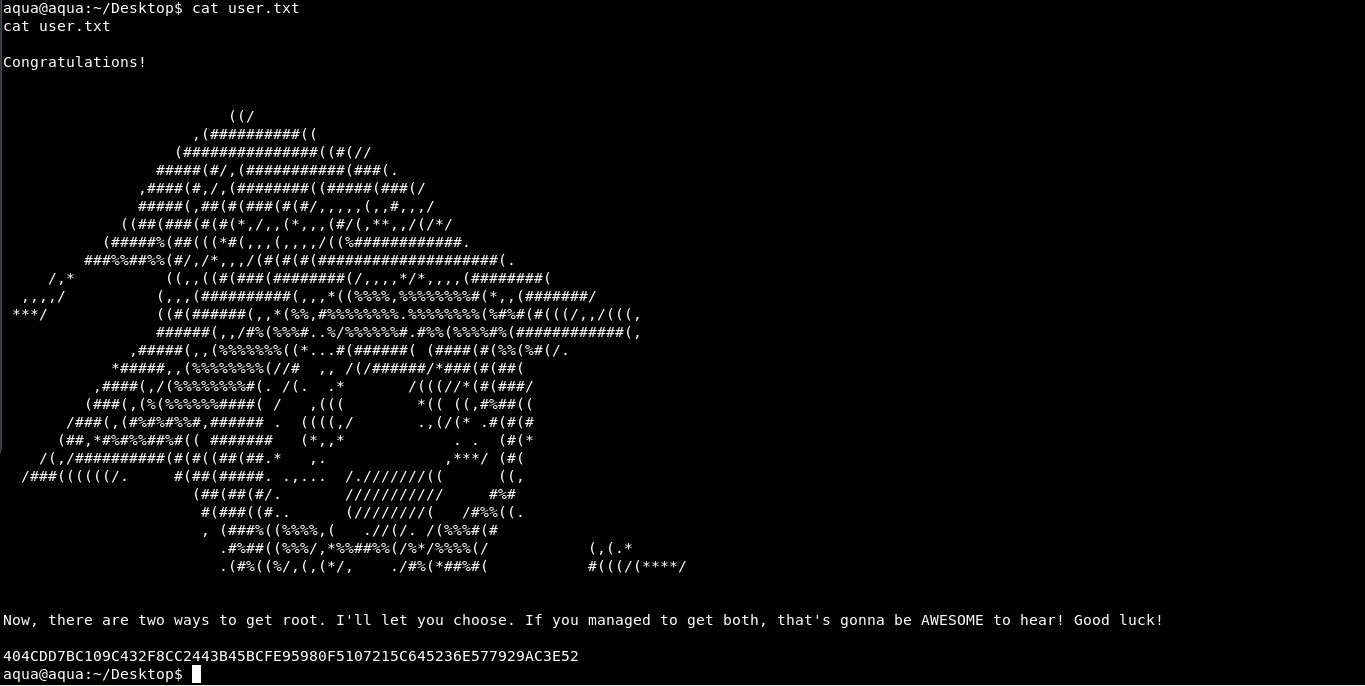 aqua@aqua:~/Desktop$ cat user.txt
cat user.txt
Congratulations!
Now, there are two ways to get root. I'll let you choose. If you managed to get both, that's gonna be AWESOME to hear! Good luck!
404CDD7BC109C432F8CC2443B45BCFE95980F5107215C645236E577929AC3E52
aqua@aqua:~/Desktop$